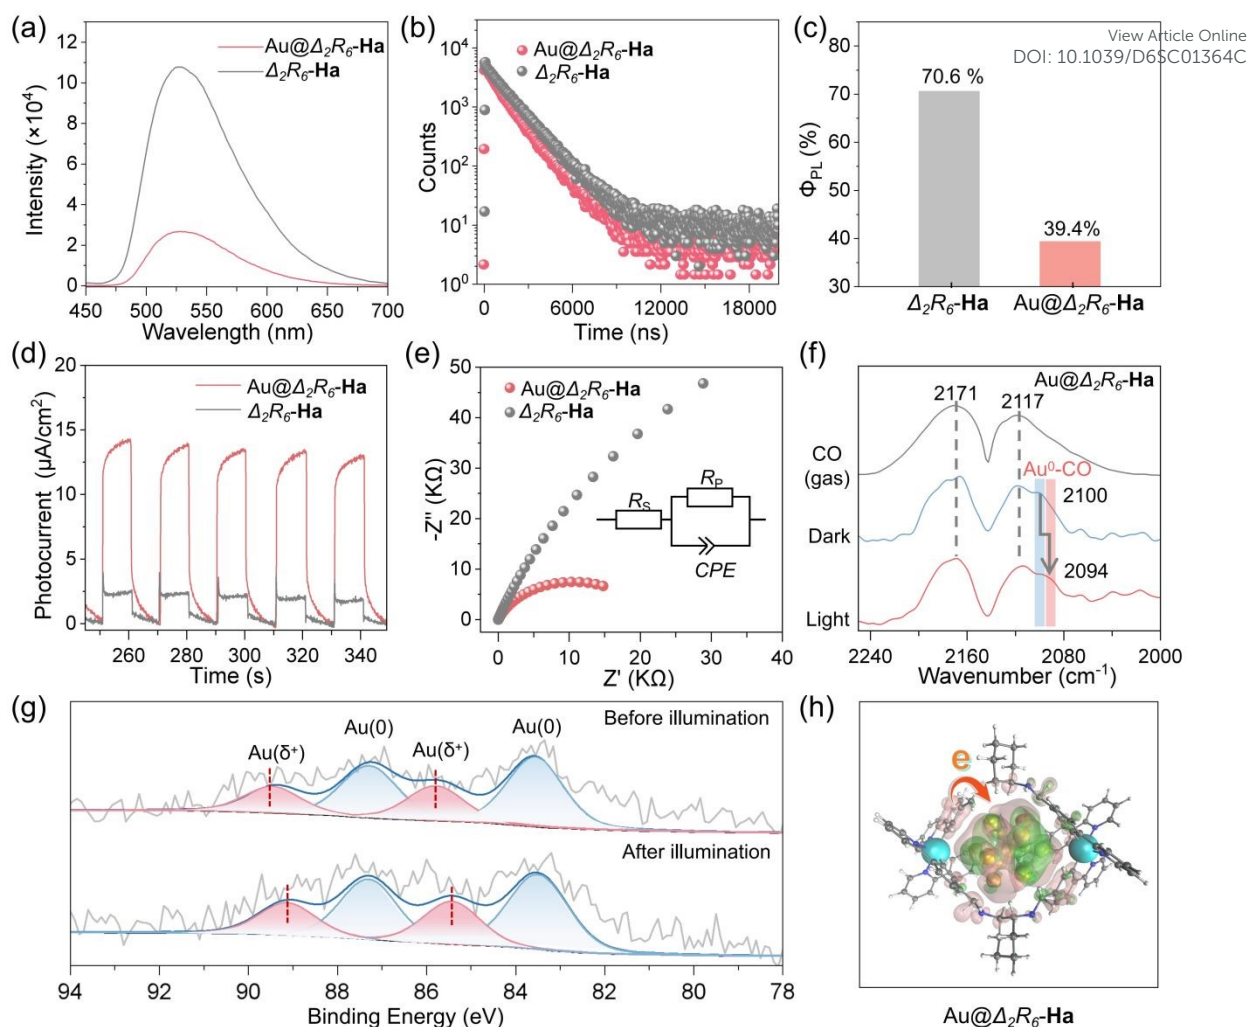 View Article Online
DOI: 10.1039/D6SC01364C
(a)
Au@Δ₂R₆-Ha
Δ₂R₆-Ha
Intensity (×10⁴)
12
10
8
6
4
2
0
450 500 550 600 650 700
Wavelength (nm)
(b)
Au@Δ₂R₆-Ha
Δ₂R₆-Ha
Counts
10⁴
10³
10²
10¹
10⁰
0 6000 12000 18000
Time (ns)
(c)
Φ_PL (%)
80
70
60
50
40
30
70.6 %
39.4%
Δ₂R₆-Ha Au@Δ₂R₆-Ha
(d)
Au@Δ₂R₆-Ha
Δ₂R₆-Ha
Photocurrent (μA/cm²)
20
15
10
5
0
260 280 300 320 340
Time (s)
(e)
Au@Δ₂R₆-Ha
Δ₂R₆-Ha
-Z'' (KΩ)
50
40
30
20
10
0
R_S
R_P
CPE
0 10 20 30 40
Z' (KΩ)
(f)
Au@Δ₂R₆-Ha
2171 2117
CO
(gas)
Au⁰-CO
2100
Dark
2094
Light
2240 2160 2080 2000
Wavenumber (cm⁻¹)
(g)
Before illumination
Au(δ⁺) Au(0) Au(δ⁺) Au(0)
After illumination
94 92 90 88 86 84 82 80 78
Binding Energy (eV)
(h)
e
Au@Δ₂R₆-Ha